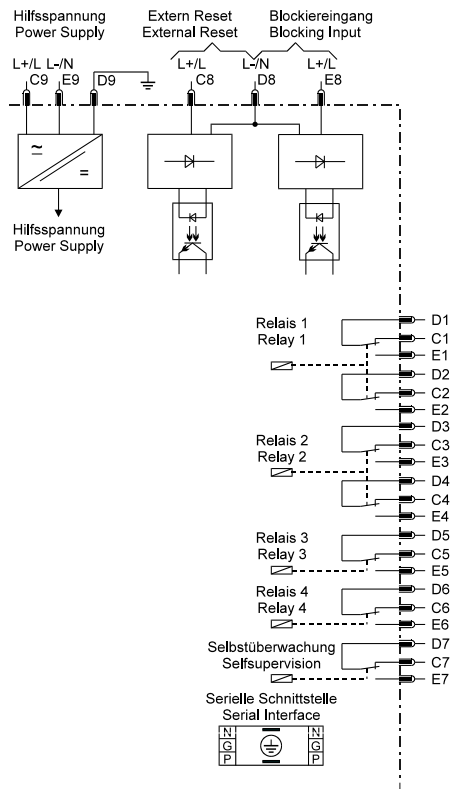 Hilfsspannung
Power Supply
Extern Reset
External Reset
Blockiereingang
Blocking Input
L+/L L-/N
C9 E9 D9
L+/L L-/N L+/L
C8 D8 E8
~
=
Hilfsspannung
Power Supply
Relais 1
Relay 1
D1
C1
E1
D2
C2
E2
Relais 2
Relay 2
D3
C3
E3
D4
C4
E4
Relais 3
Relay 3
D5
C5
E5
Relais 4
Relay 4
D6
C6
E6
Selbstüberwachung
Selfsupervision
D7
C7
E7
Serielle Schnittstelle
Serial Interface
N N
G G
P P